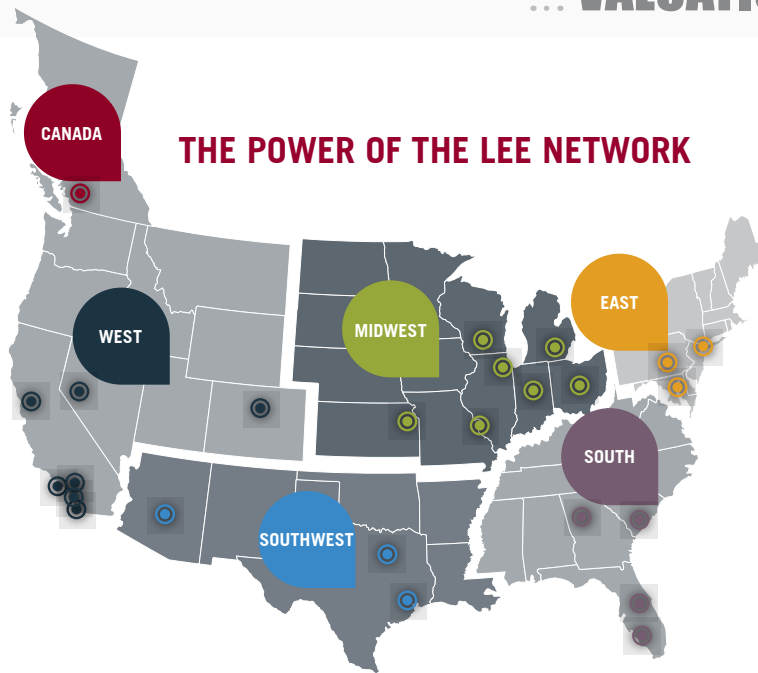 ...
CANADA
THE POWER OF THE LEE NETWORK
EAST
MIDWEST
WEST
SOUTH
SOUTHWEST